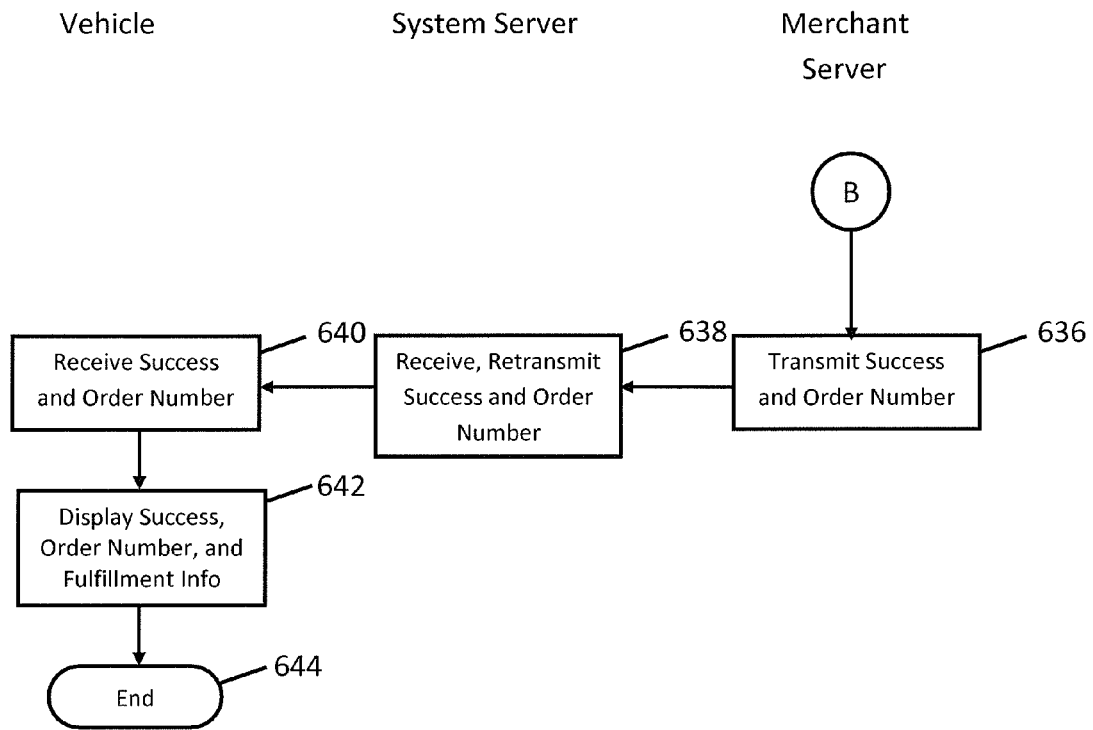 Vehicle
System Server
Merchant
Server
B
640
Receive Success
and Order Number
638
Receive, Retransmit
Success and Order
Number
636
Transmit Success
and Order Number
642
Display Success,
Order Number, and
Fulfillment Info
644
End